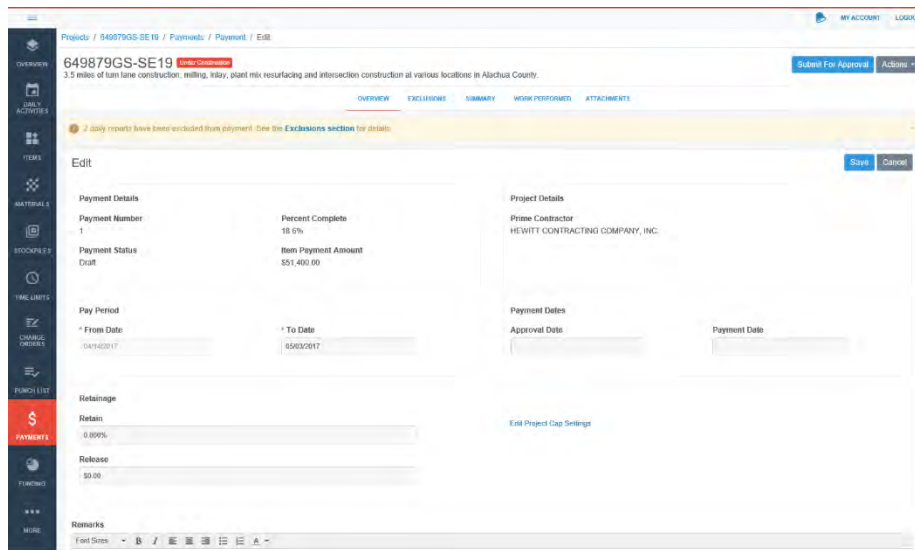 MY ACCOUNT LOGOUT
Projects / 649879GS-SE19 / Payments / Payment / Edit
649879GS-SE19 Under Construction
3.5 miles of turn lane construction, milling, inlay, plant mix resurfacing and intersection construction at various locations in Alachua County.
Submit For Approval Actions
OVERVIEW EXCLUSIONS SUMMARY WORK PERFORMED ATTACHMENTS
2 daily reports have been excluded from payment. See the Exclusions section for details.
Edit
Save Cancel
Payment Details
Payment Number Percent Complete
1 18.6%
Payment Status Item Payment Amount
Draft $51,400.00
Project Details
Prime Contractor
HEWITT CONTRACTING COMPANY, INC.
Pay Period
* From Date * To Date
04/14/2017 05/03/2017
Payment Dates
Approval Date Payment Date
Retainage
Retain
0.000%
Release
$0.00
Edit Project Cap Settings
Remarks
Font Sizes B I A
OVERVIEW
DAILY
ACTIVITIES
ITEMS
MATERIALS
STOCKPILES
TIME LIMITS
CHANGE
ORDERS
PUNCH LIST
PAYMENTS
FUNDING
MORE